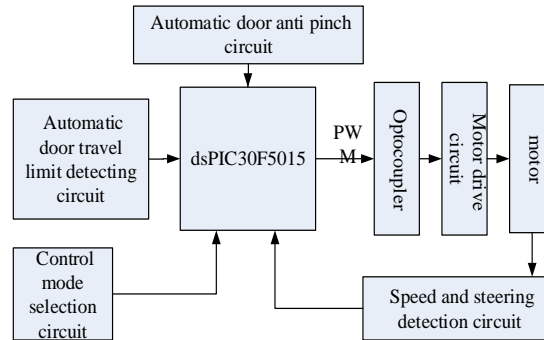 Automatic door anti pinch
circuit
Automatic
door travel
limit detecting
circuit
dsPIC30F5015
PW
M
Optocoupler
Motor drive
circuit
motor
Control
mode
selection
circuit
Speed and steering
detection circuit